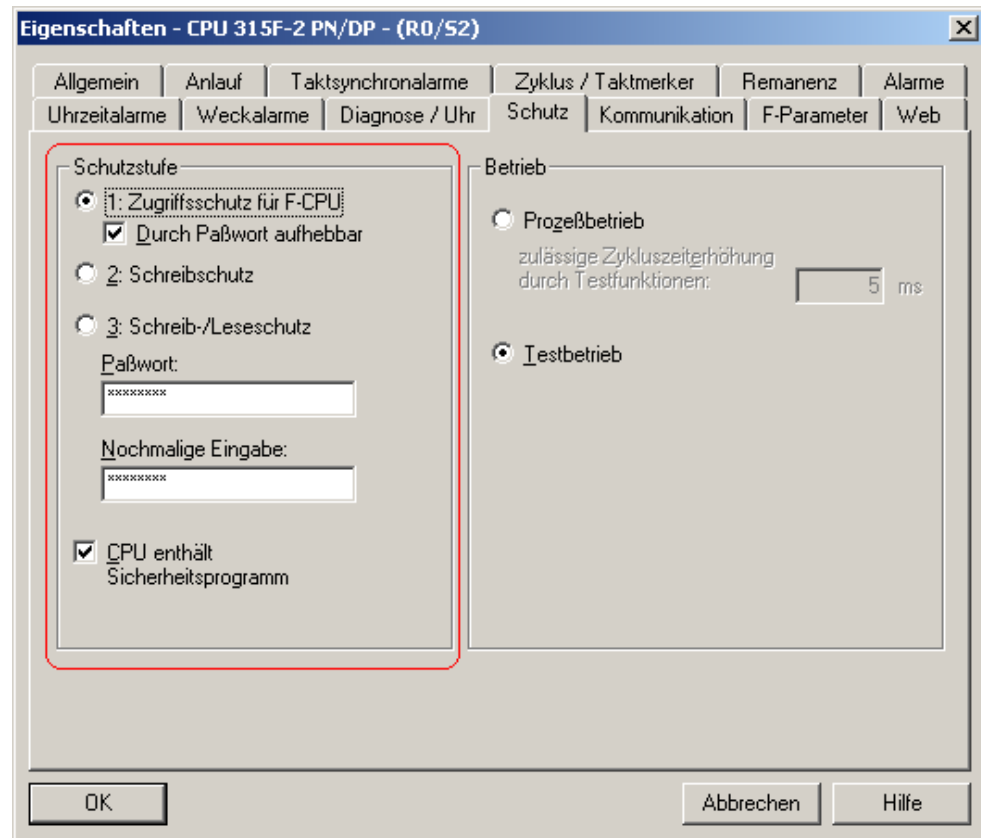 Eigenschaften - CPU 315F-2 PN/DP - (R0/S2)
Allgemein Anlauf Taktsynchronalarme Zyklus / Taktmerker Remanenz Alarme
Uhrzeitalarme Weckalarme Diagnose / Uhr Schutz Kommunikation F-Parameter Web
Schutzstufe
1: Zugriffsschutz für F-CPU
Durch Paßwort aufhebbar
2: Schreibschutz
3: Schreib-/Leseschutz
Paßwort:
xxxxxxxx
Nochmalige Eingabe:
xxxxxxxx
CPU enthält
Sicherheitsprogramm
Betrieb
Prozeßbetrieb
zulässige Zykluszeiterhöhung
durch Testfunktionen:
5 ms
Testbetrieb
OK Abbrechen Hilfe